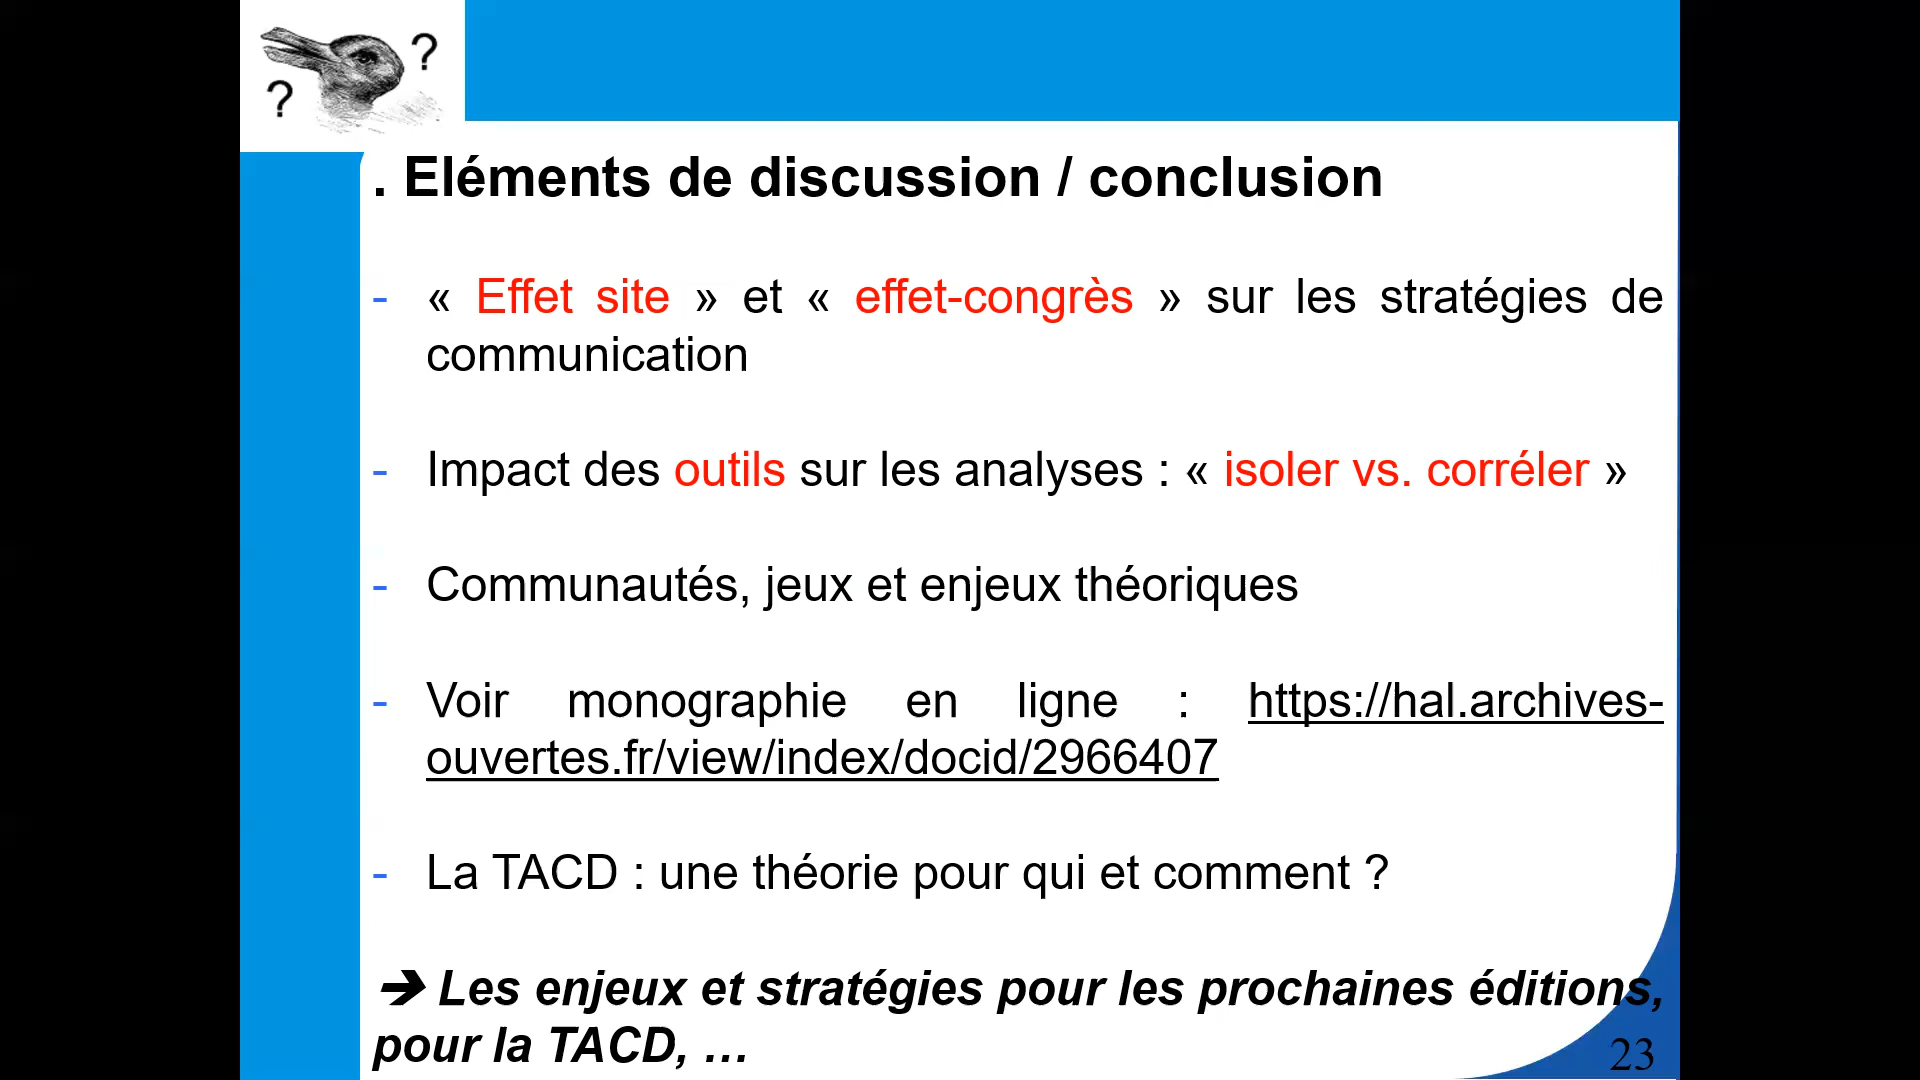 ?
?
. Eléments de discussion / conclusion
- « Effet site » et « effet-congrès » sur les stratégies de
communication
- Impact des outils sur les analyses : « isoler vs. corréler »
- Communautés, jeux et enjeux théoriques
- Voir monographie en ligne : https://hal.archives-
ouvertes.fr/view/index/docid/2966407
- La TACD : une théorie pour qui et comment ?
➔ Les enjeux et stratégies pour les prochaines éditions,
pour la TACD, …
23